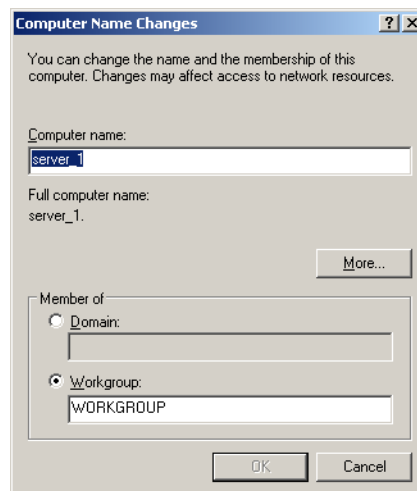 Computer Name Changes
You can change the name and the membership of this
computer. Changes may affect access to network resources.
Computer name:
server_1
Full computer name:
server_1.
More...
Member of
Domain:
Workgroup:
WORKGROUP
OK Cancel